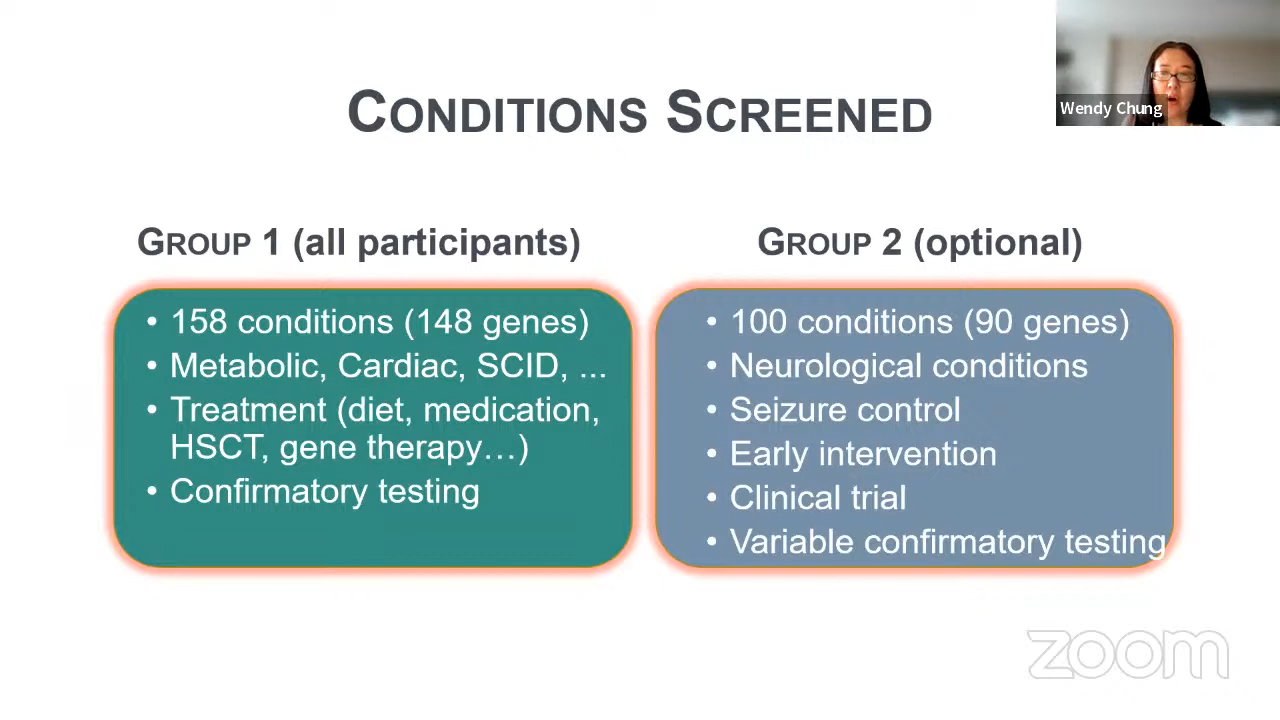 Wendy Chung
CONDITIONS SCREENED
GROUP 1 (all participants)
• 158 conditions (148 genes)
• Metabolic, Cardiac, SCID, ...
• Treatment (diet, medication,
HSCT, gene therapy…)
• Confirmatory testing
GROUP 2 (optional)
• 100 conditions (90 genes)
• Neurological conditions
• Seizure control
• Early intervention
• Clinical trial
• Variable confirmatory testing
zoom